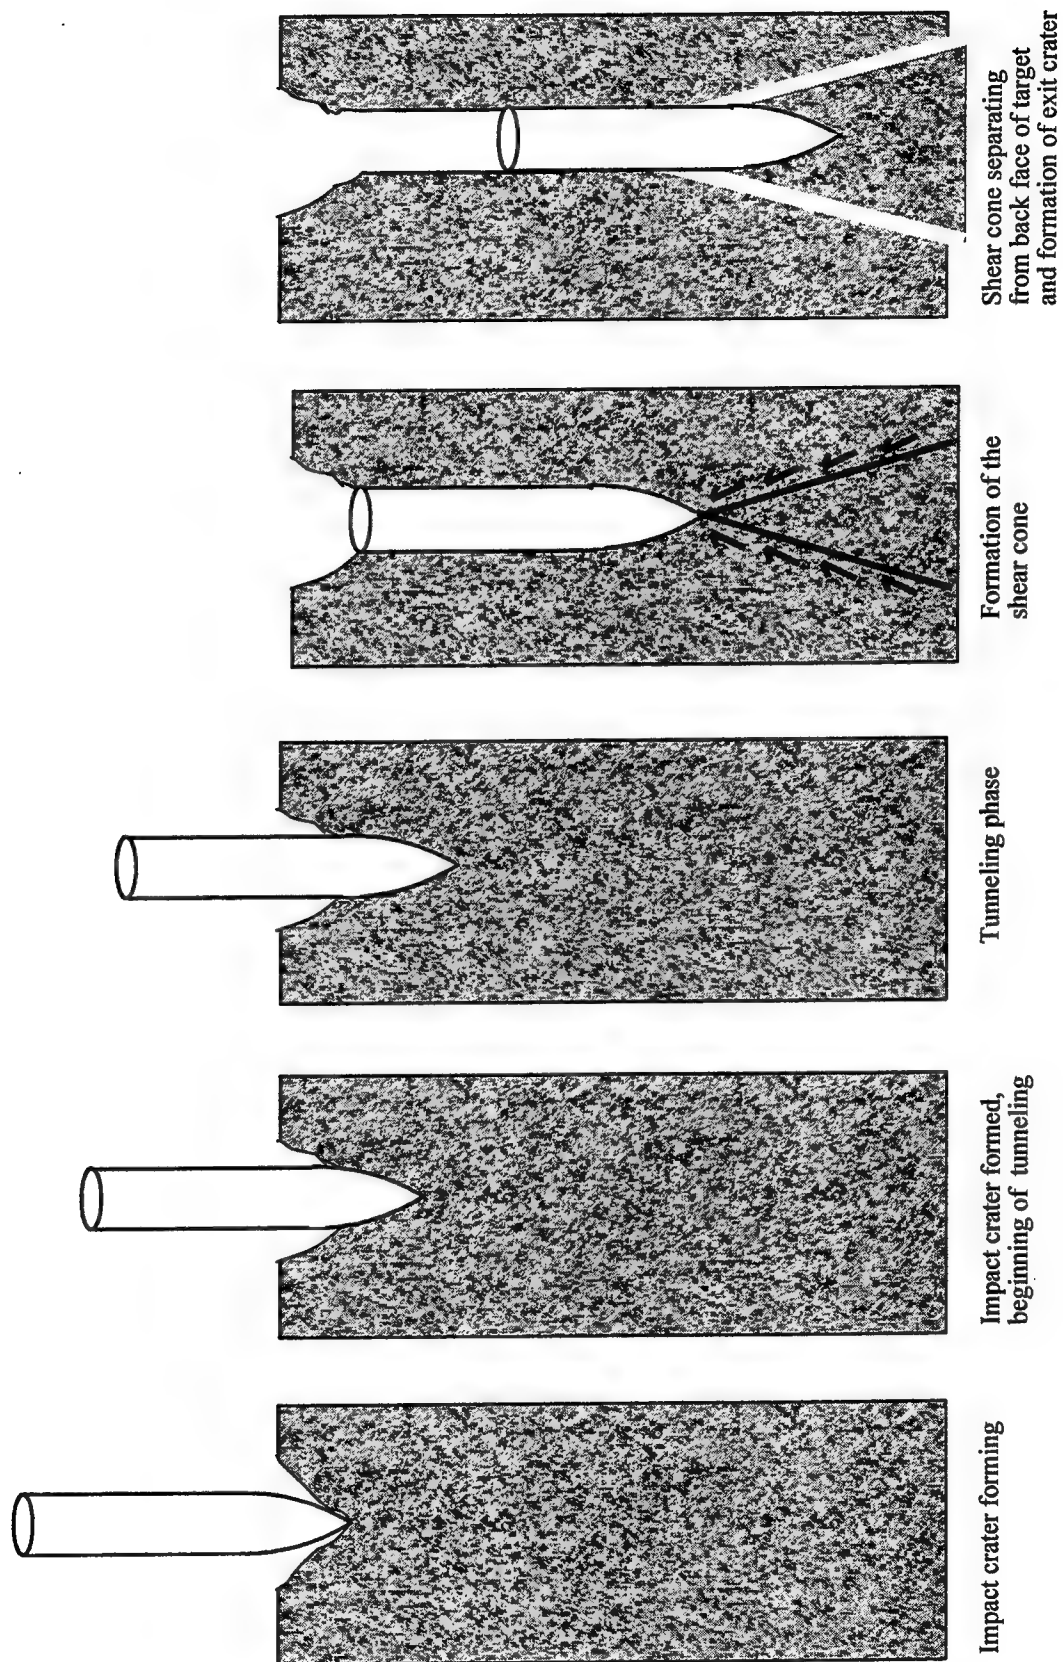 Impact crater forming
Impact crater formed,
beginning of tunneling
Tunneling phase
Formation of the
shear cone
Shear cone separating
from back face of target
and formation of exit crater